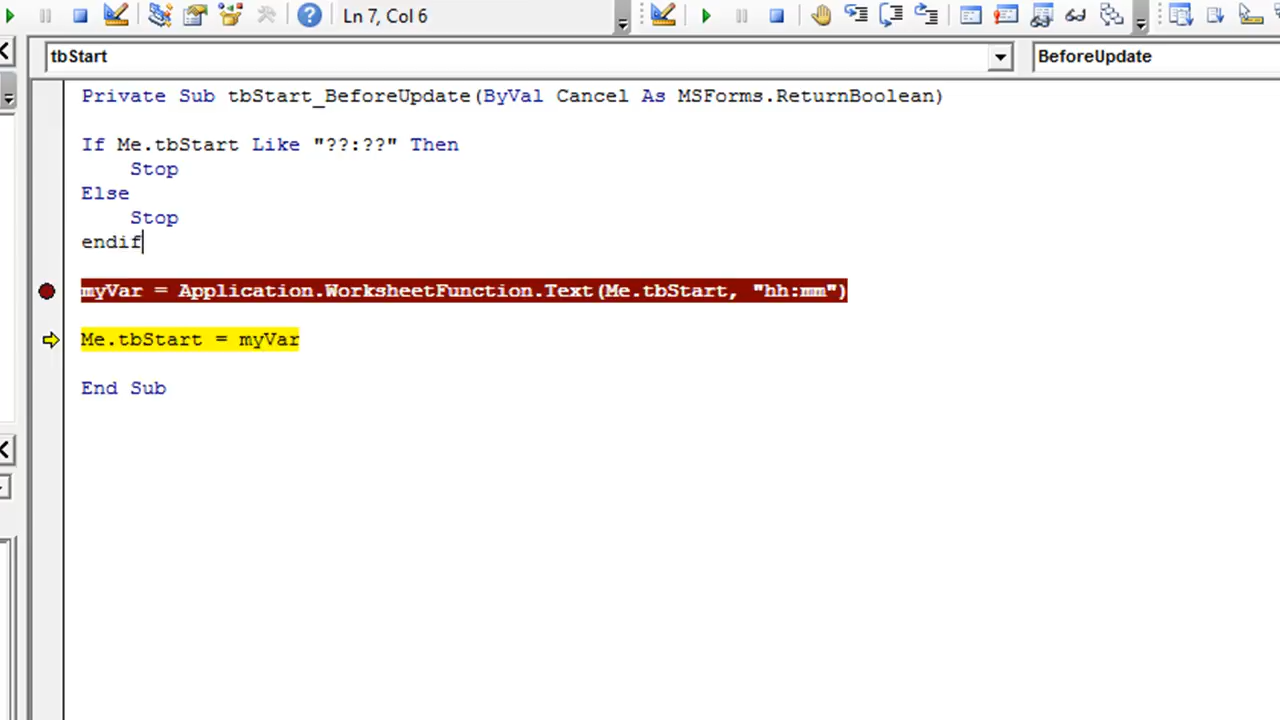 Ln 7, Col 6
tbStart
BeforeUpdate
Private Sub tbStart_BeforeUpdate(ByVal Cancel As MSForms.ReturnBoolean)
If Me.tbStart Like "??:??" Then
Stop
Else
Stop
endif
myVar = Application.WorksheetFunction.Text(Me.tbStart, "hh:mm")
Me.tbStart = myVar
End Sub